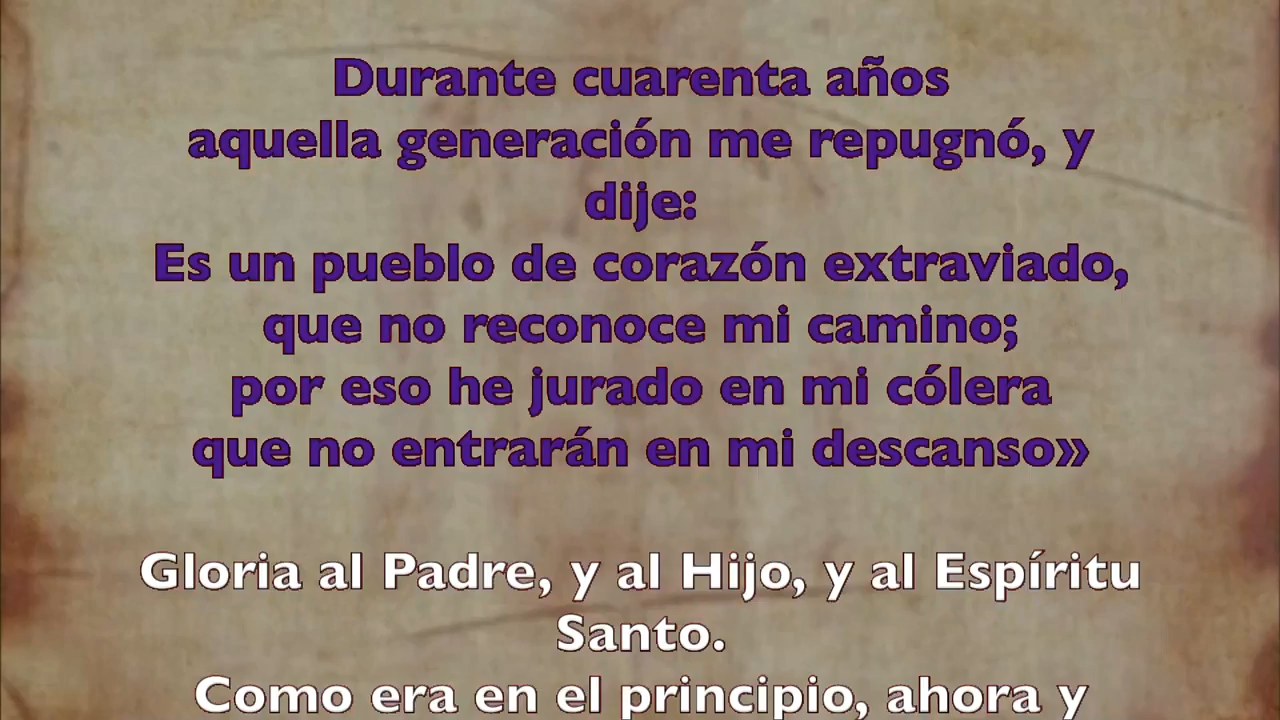 Durante cuarenta años
aquella generación me repugnó, y
dije:
Es un pueblo de corazón extraviado,
que no reconoce mi camino;
por eso he jurado en mi cólera
que no entrarán en mi descanso»
Gloria al Padre, y al Hijo, y al Espíritu
Santo.
Como era en el principio, ahora y